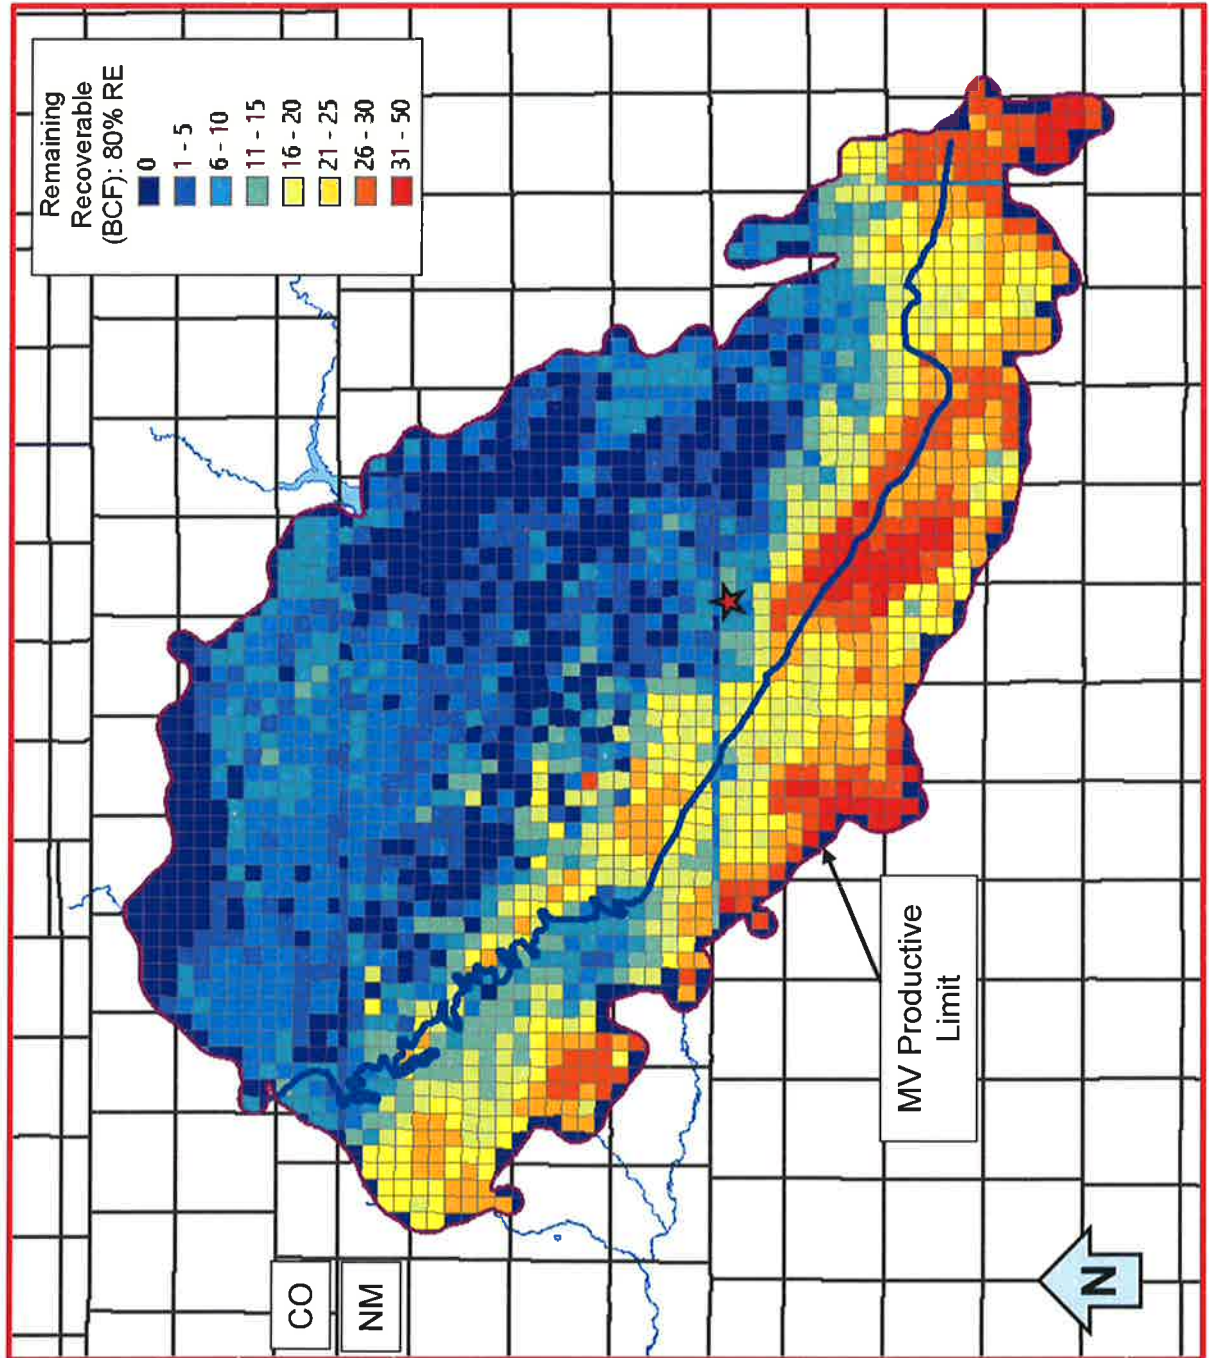 Remaining
Recoverable
(BCF): 80% RE
0
1 - 5
6 - 10
11 - 15
16 - 20
21 - 25
26 - 30
31 - 50
CO
NM
MV Productive
Limit
N